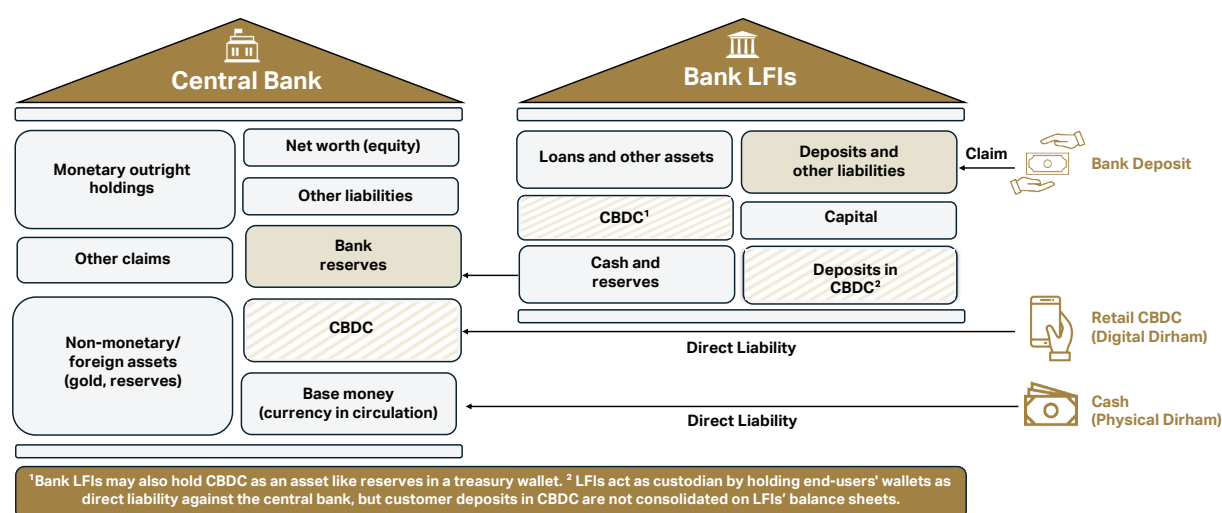 Central Bank
Monetary outright
holdings
Other claims
Non-monetary/
foreign assets
(gold, reserves)
Net worth (equity)
Other liabilities
Bank
reserves
CBDC
Base money
(currency in circulation)
Bank LFIs
Loans and other assets
CBDC¹
Cash and
reserves
Deposits and
other liabilities
Capital
Deposits in
CBDC²
Claim
Bank Deposit
Direct Liability
Retail CBDC
(Digital Dirham)
Direct Liability
Cash
(Physical Dirham)
¹Bank LFIs may also hold CBDC as an asset like reserves in a treasury wallet. ² LFIs act as custodian by holding end-users' wallets as
direct liability against the central bank, but customer deposits in CBDC are not consolidated on LFIs’ balance sheets.